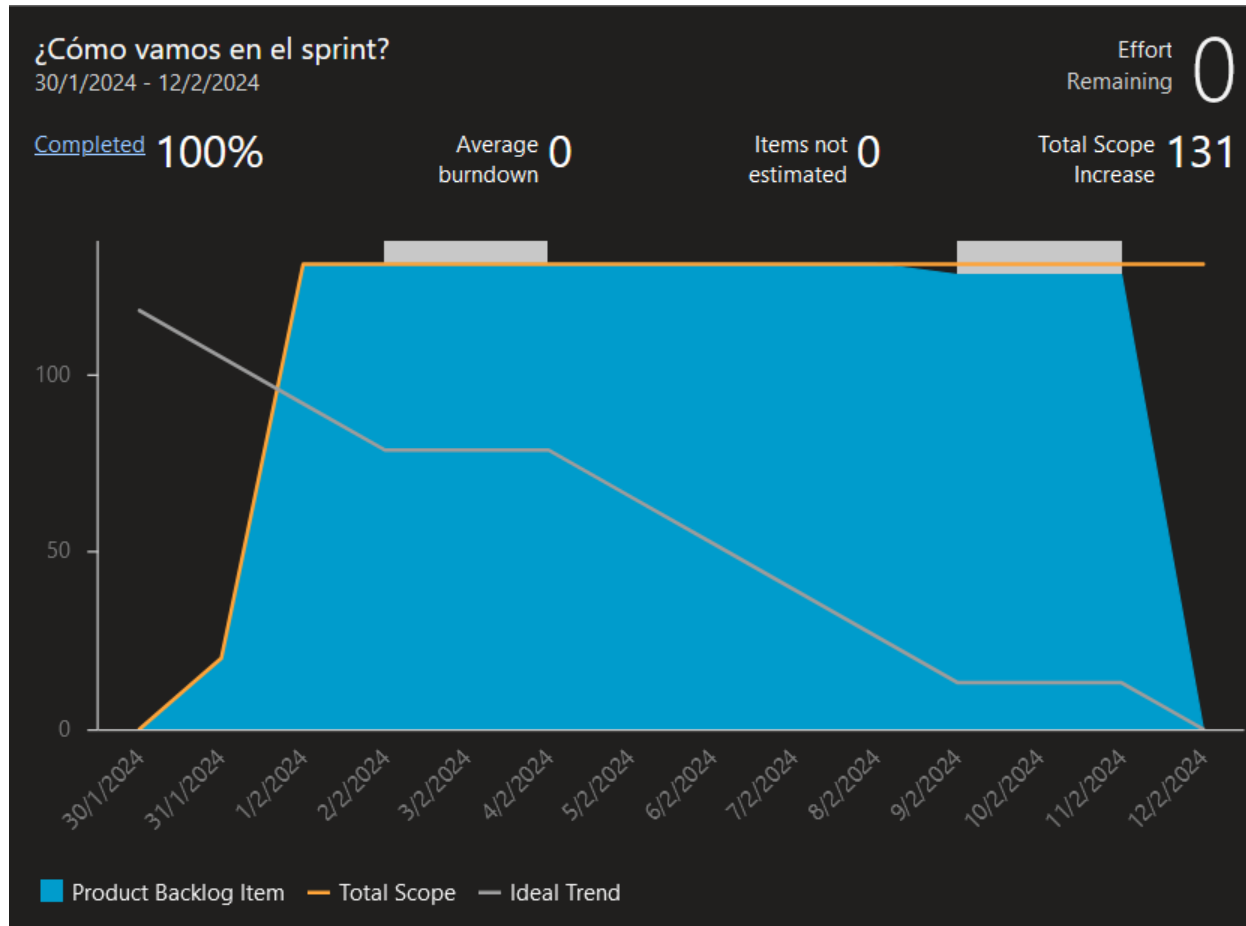 ¿Cómo vamos en el sprint?
30/1/2024 - 12/2/2024
Effort
Remaining
0
Completed 100%
Average
burndown
0
Items not
estimated
0
Total Scope
Increase
131
100
50
0
30/1/2024
31/1/2024
1/2/2024
2/2/2024
3/2/2024
4/2/2024
5/2/2024
6/2/2024
7/2/2024
8/2/2024
9/2/2024
10/2/2024
11/2/2024
12/2/2024
Product Backlog Item
Total Scope
Ideal Trend